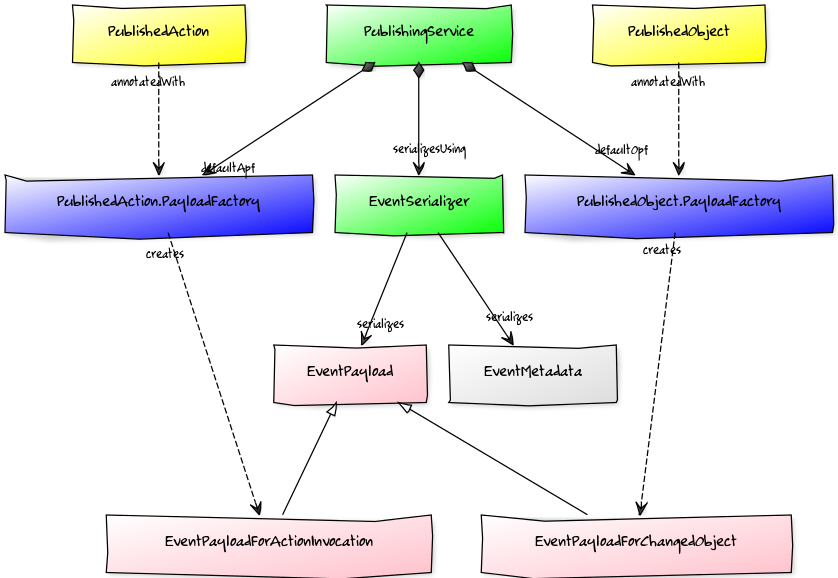 PublishedAction
PublishingService
PublishedObject
annotatedWith
annotatedWith
serializesUsing
defaultOpf
defaultApf
PublishedAction.PayloadFactory
EventSerializer
PublishedObject.PayloadFactory
creates
creates
serializes
serializes
EventPayload
EventMetadata
EventPayloadForActionInvocation
EventPayloadForChangedObject